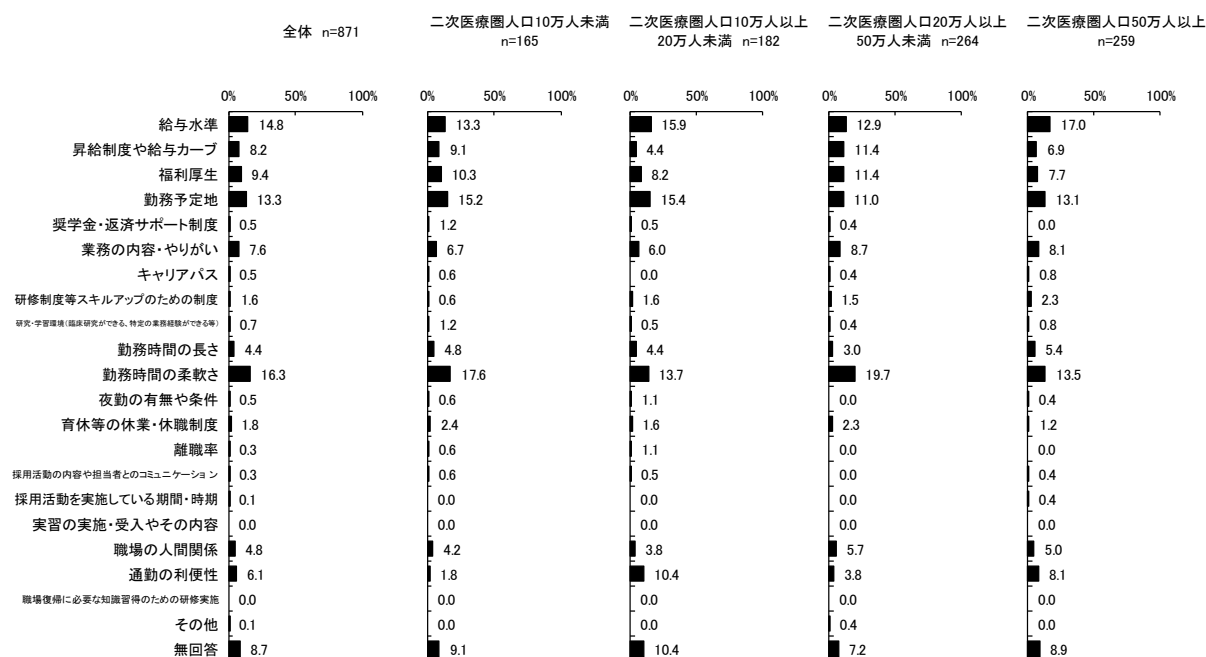 全体 n=871
二次医療圏人口10万人未満
n=165
二次医療圏人口10万人以上
20万人未満 n=182
二次医療圏人口20万人以上
50万人未満 n=264
二次医療圏人口50万人以上
n=259
0% 50% 100% 0% 50% 100% 0% 50% 100% 0% 50% 100% 0% 50% 100%
給与水準 14.8 13.3 15.9 12.9 17.0
昇給制度や給与カーブ 8.2 9.1 4.4 11.4 6.9
福利厚生 9.4 10.3 8.2 11.4 7.7
勤務予定地 13.3 15.2 15.4 11.0 13.1
奨学金・返済サポート制度 0.5 1.2 0.5 0.4 0.0
業務の内容・やりがい 7.6 6.7 6.0 8.7 8.1
キャリアパス 0.5 0.6 0.0 0.4 0.8
研修制度等スキルアップのための制度 1.6 0.6 1.6 1.5 2.3
研究・学習環境(臨床研究ができる、特定の業務経験ができる等) 0.7 1.2 0.5 0.4 0.8
勤務時間の長さ 4.4 4.8 4.4 3.0 5.4
勤務時間の柔軟さ 16.3 17.6 13.7 19.7 13.5
夜勤の有無や条件 0.5 0.6 1.1 0.0 0.4
育休等の休業・休職制度 1.8 2.4 1.6 2.3 1.2
離職率 0.3 0.6 1.1 0.0 0.0
採用活動の内容や担当者とのコミュニケーション 0.3 0.6 0.5 0.0 0.4
採用活動を実施している期間・時期 0.1 0.0 0.0 0.0 0.4
実習の実施・受入やその内容 0.0 0.0 0.0 0.0 0.0
職場の人間関係 4.8 4.2 3.8 5.7 5.0
通勤の利便性 6.1 1.8 10.4 3.8 8.1
職場復帰に必要な知識習得のための研修実施 0.0 0.0 0.0 0.0 0.0
その他 0.1 0.0 0.0 0.4 0.0
無回答 8.7 9.1 10.4 7.2 8.9